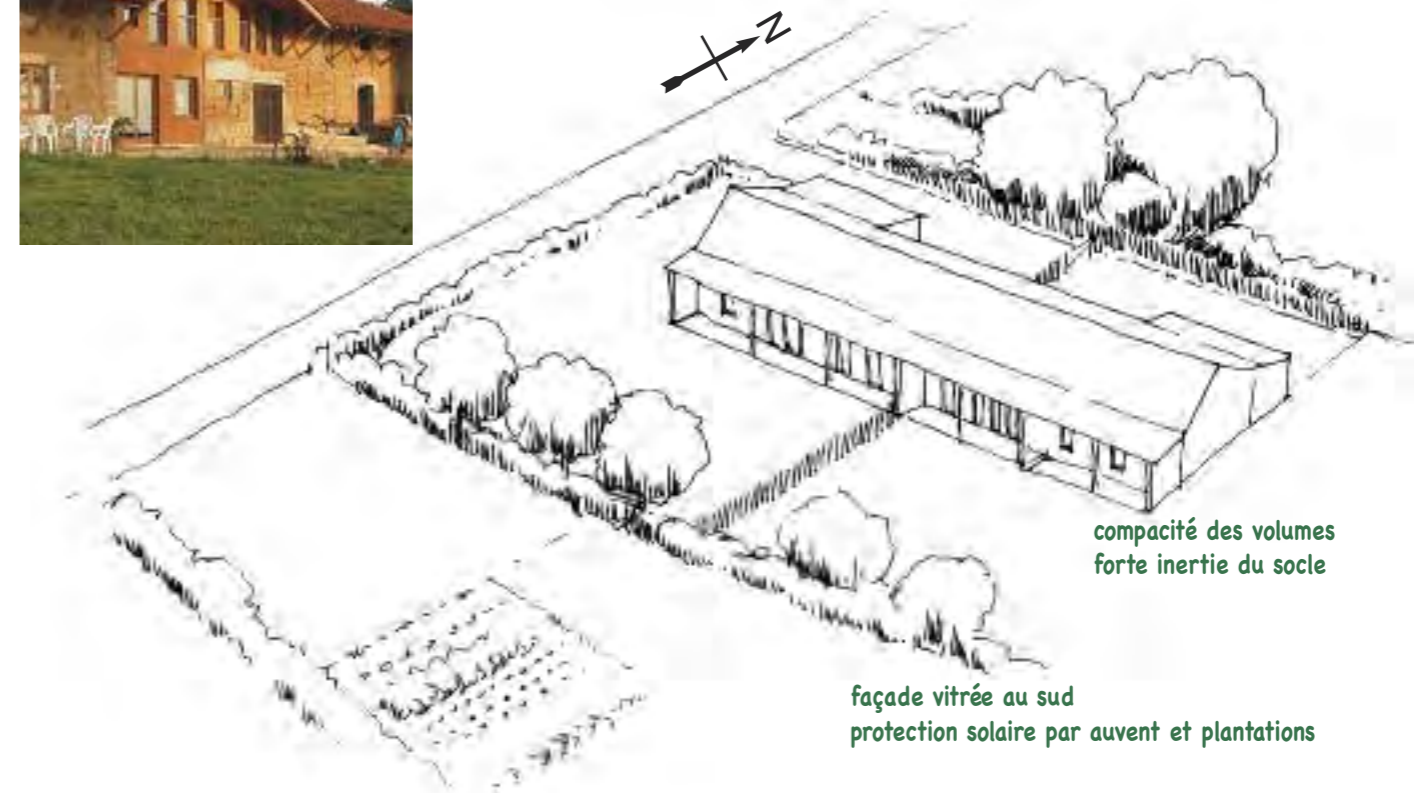 N
compacité des volumes
forte inertie du socle
façade vitrée au sud
protection solaire par auvent et plantations